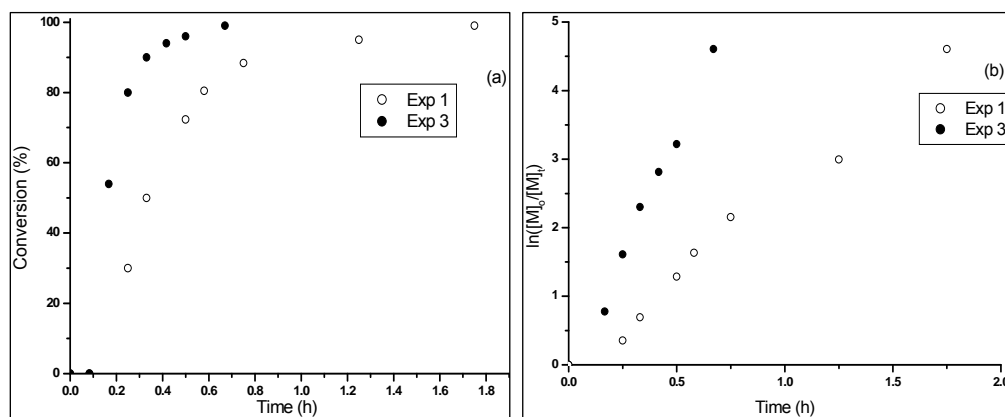 100
80
60
40
20
0
Conversion (%)
0.0 0.2 0.4 0.6 0.8 1.0 1.2 1.4 1.6 1.8
Time (h)
(a)
Exp 1
Exp 3
5
4
3
2
1
0
ln([M]o/[M]t)
0.0 0.5 1.0 1.5 2.0
Time (h)
(b)
Exp 1
Exp 3